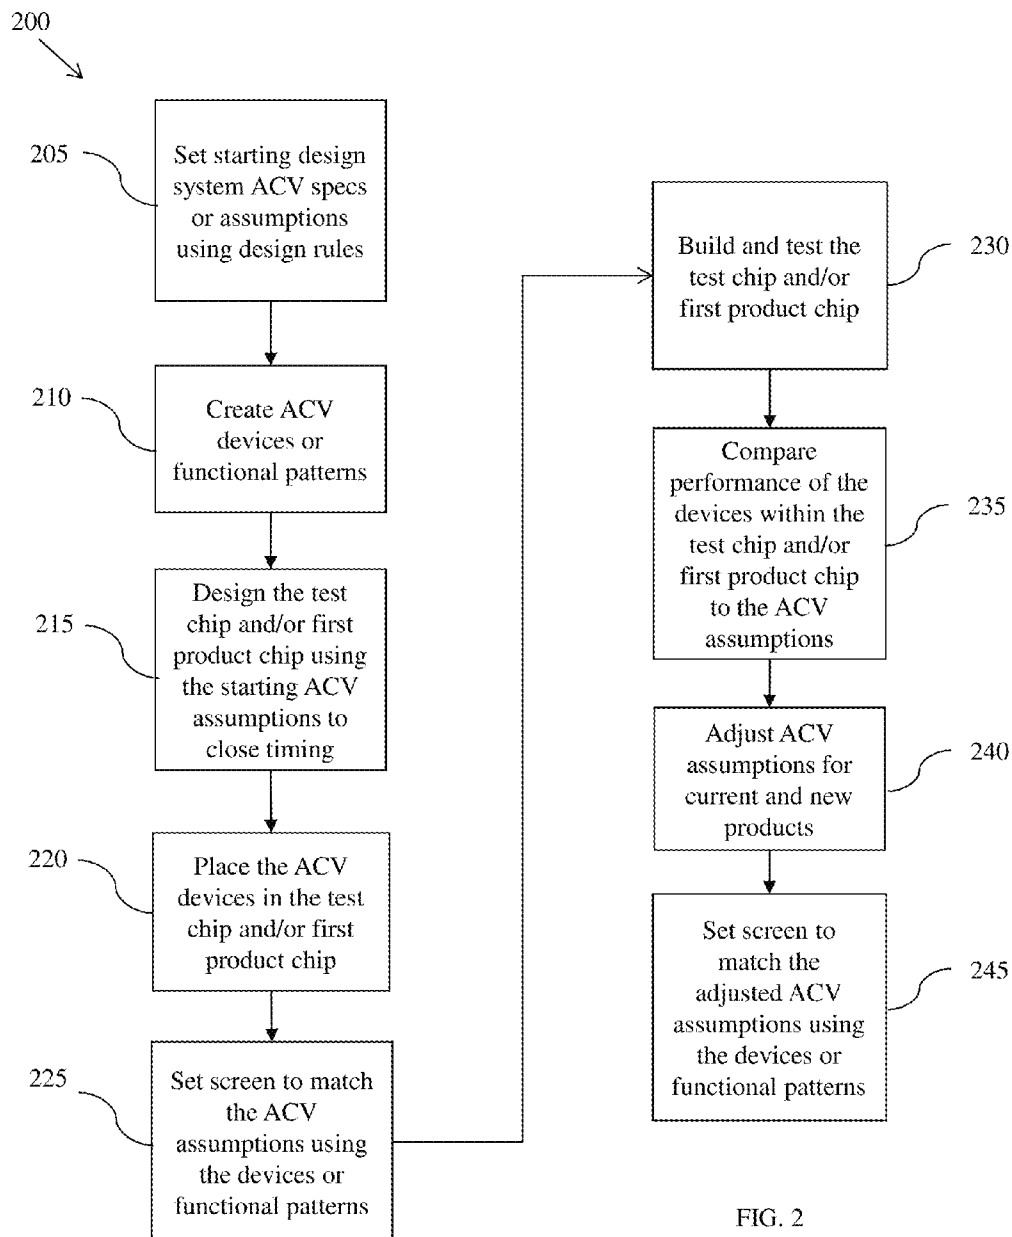 200
205
Set starting design
system ACV specs
or assumptions
using design rules
210
Create ACV
devices or
functional patterns
215
Design the test
chip and/or first
product chip using
the starting ACV
assumptions to
close timing
220
Place the ACV
devices in the test
chip and/or first
product chip
225
Set screen to match
the ACV
assumptions using
the devices or
functional patterns
230
Build and test the
test chip and/or
first product chip
235
Compare
performance of the
devices within the
test chip and/or
first product chip
to the ACV
assumptions
240
Adjust ACV
assumptions for
current and new
products
245
Set screen to
match the
adjusted ACV
assumptions using
the devices or
functional patterns
FIG. 2